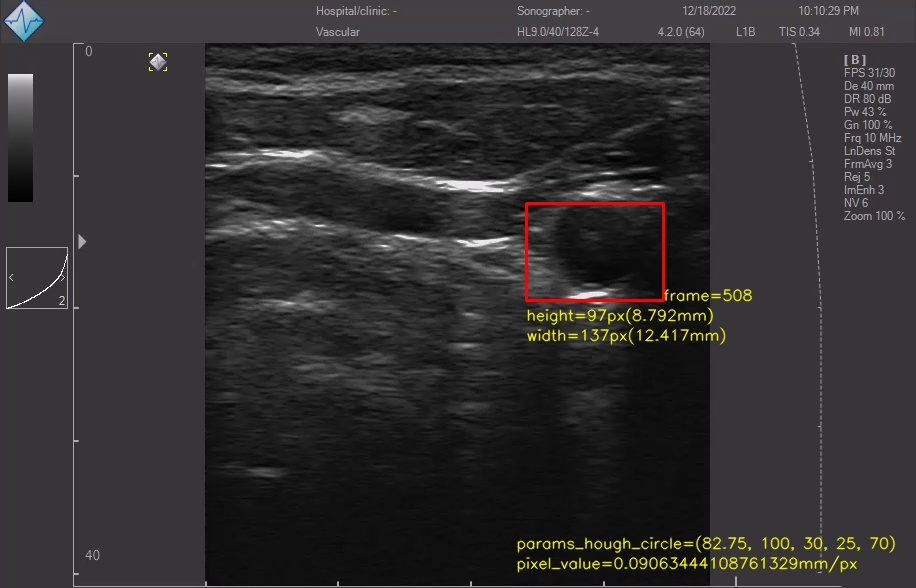 Hospital/clinic: - Sonographer: - 12/18/2022 10:10:29 PM
Vascular HL9.0/40/128Z-4 4.2.0 (64) L1B TIS 0.34 MI 0.81
0
[ B ]
FPS 31/30
De 40 mm
DR 80 dB
Pw 43 %
Gn 100 %
Frq 10 MHz
LnDens St
FrmAvg 3
Rej 5
ImEnh 3
NV 6
Zoom 100 %
2
frame=508
height=97px(8.792mm)
width=137px(12.417mm)
40
params_hough_circle=(82.75, 100, 30, 25, 70)
pixel_value=0.09063444108761329mm/px